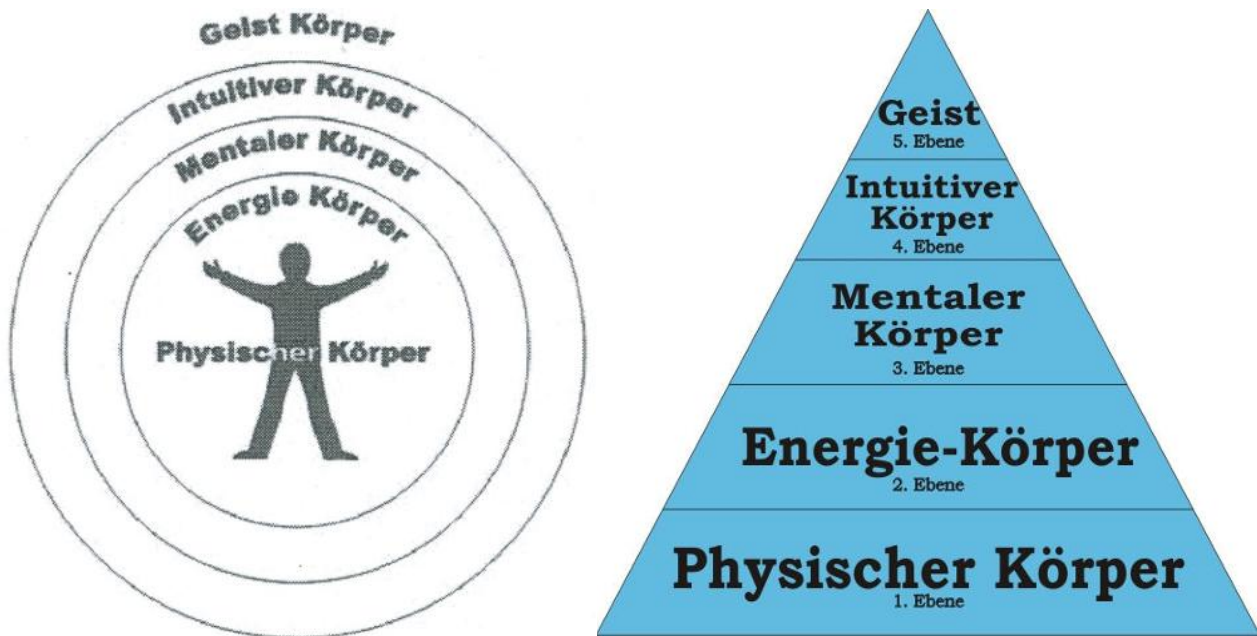 Geist Körper
Intuitiver Körper
Mentaler Körper
Energie Körper
Physischer Körper
Geist
5. Ebene
Intuitiver
Körper
4. Ebene
Mentaler
Körper
3. Ebene
Energie-Körper
2. Ebene
Physischer Körper
1. Ebene